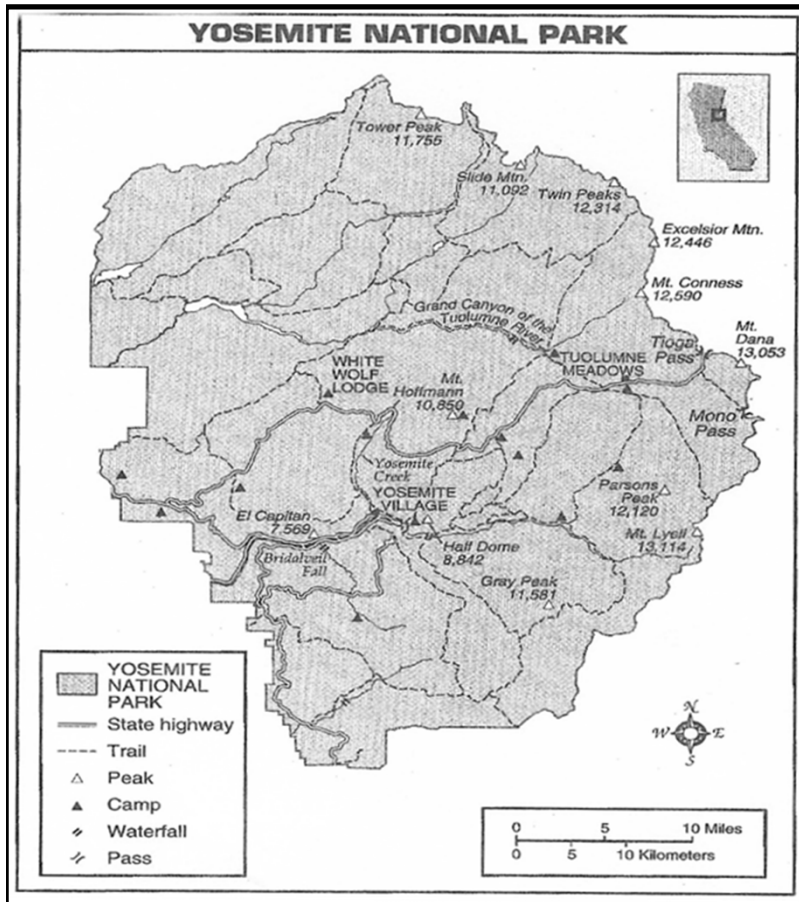 YOSEMITE NATIONAL PARK
Tower Peak
11,755
Slide Mtn.
11,092
Twin Peaks
12,314
Excelsior Mtn.
12,446
Mt. Conness
12,590
Grand Canyon of the
Tuolumne River
Mt.
Dana
13,053
Tioga
Pass
TUOLUMNE
MEADOWS
WHITE
WOLF
LODGE
Mt.
Hoffmann
10,850
Mono
Pass
Yosemite
Creek
YOSEMITE
VILLAGE
Parsons
Peak
12,120
El Capitan
7,569
Mt. Lyell
13,114
Half Dome
8,842
Bridalveil
Fall
Gray Peak
11,581
YOSEMITE
NATIONAL
PARK
State highway
Trail
Peak
Camp
Waterfall
Pass
N
W E
S
0 5 10 Miles
0 5 10 Kilometers